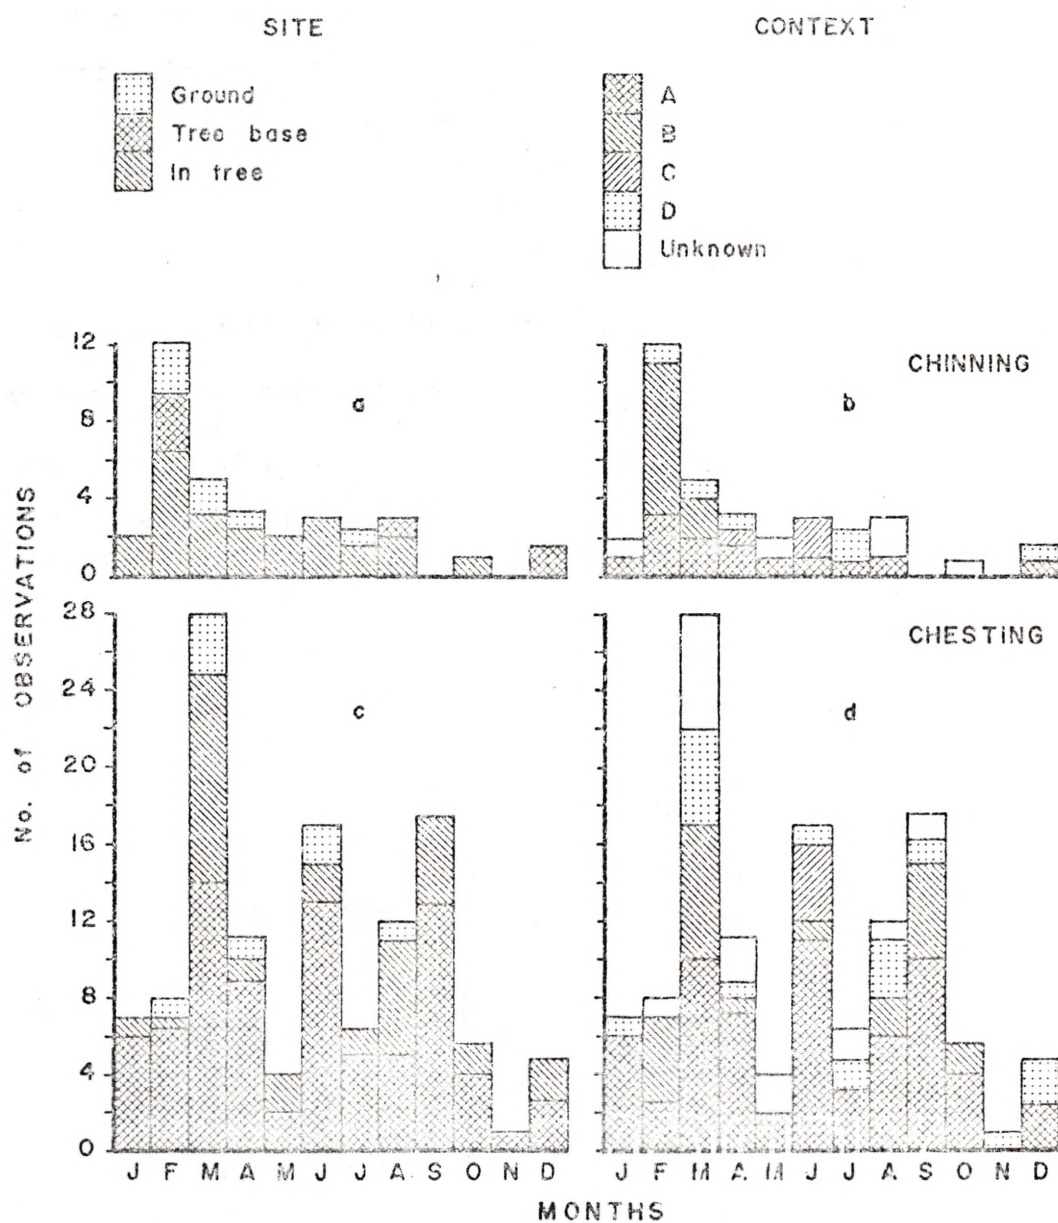 SITE
Ground
Tree base
In tree
CONTEXT
A
B
C
D
Unknown
No. of OBSERVATIONS
12
8
4
0
a
b
CHINNING
28
24
20
16
12
8
4
0
c
d
CHESTING
J F M A M J J A S O N D
J F M A M J J A S O N D
MONTHS